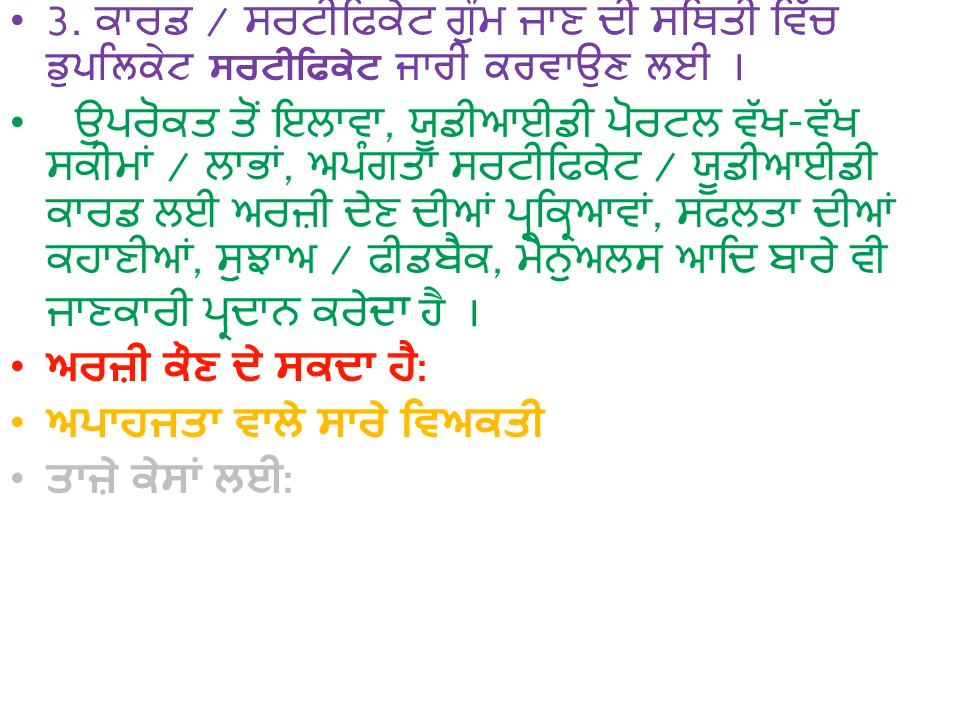 • 3. ਕਾਰਡ / ਸਰਟੀਫਿਕੇਟ ਗੁੰਮ ਜਾਣ ਦੀ ਸਥਿਤੀ ਵਿੱਚ
ਡੁਪਲਿਕੇਟ ਸਰਟੀਫਿਕੇਟ ਜਾਰੀ ਕਰਵਾਉਣ ਲਈ ।
• ਉਪਰੋਕਤ ਤੋਂ ਇਲਾਵਾ, ਯੂਡੀਆਈਡੀ ਪੋਰਟਲ ਵੱਖ-ਵੱਖ
ਸਕੀਮਾਂ / ਲਾਭਾਂ, ਅਪੰਗਤਾ ਸਰਟੀਫਿਕੇਟ / ਯੂਡੀਆਈਡੀ
ਕਾਰਡ ਲਈ ਅਰਜ਼ੀ ਦੇਣ ਦੀਆਂ ਪ੍ਰਕ੍ਰਿਆਵਾਂ, ਸਫਲਤਾ ਦੀਆਂ
ਕਹਾਣੀਆਂ, ਸੁਝਾਅ / ਫੀਡਬੈਕ, ਮੈਨੁਅਲਸ ਆਦਿ ਬਾਰੇ ਵੀ
ਜਾਣਕਾਰੀ ਪ੍ਰਦਾਨ ਕਰੇਦਾ ਹੈ ।
• ਅਰਜ਼ੀ ਕੌਣ ਦੇ ਸਕਦਾ ਹੈ:
• ਅਪਾਹਜਤਾ ਵਾਲੇ ਸਾਰੇ ਵਿਅਕਤੀ
• ਤਾਜ਼ੇ ਕੇਸਾਂ ਲਈ: